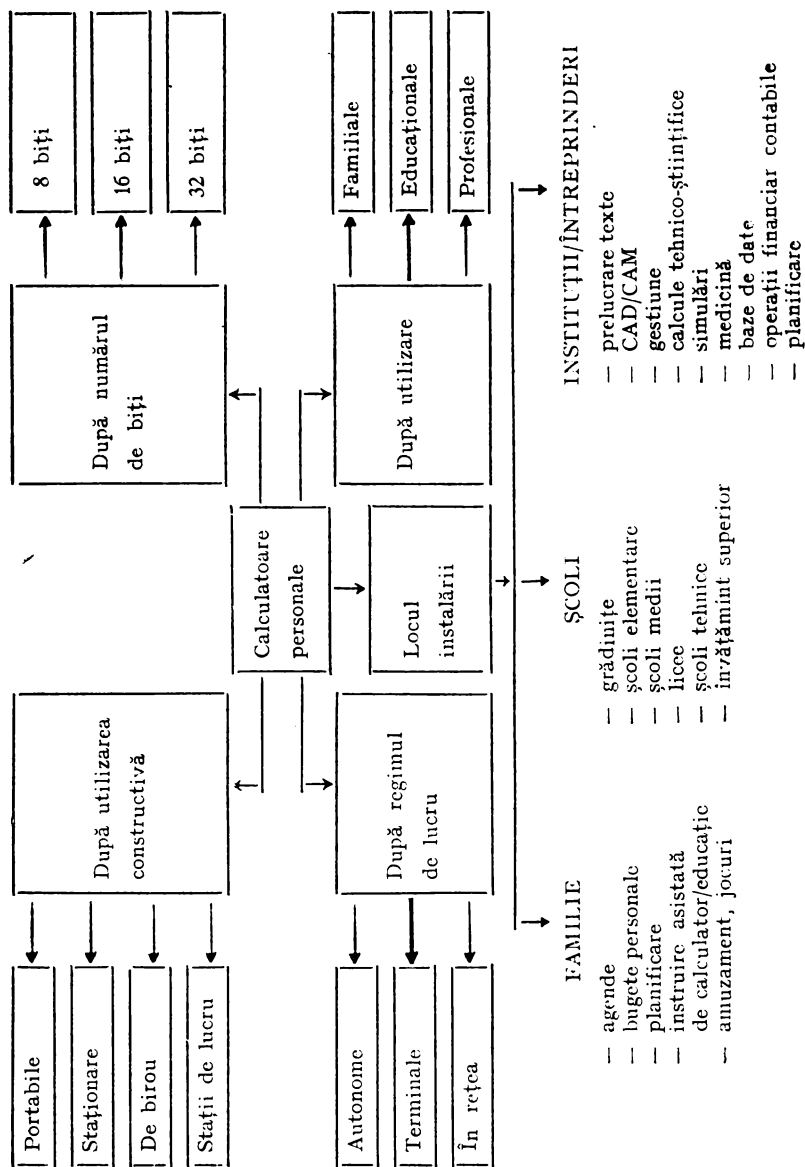 Portabile
Staționare
De birou
Stații de lucru
După utilizarea
constructivă
După numărul
de biți
8 biți
16 biți
32 biți
Calculatoare
personale
Autonome
Terminale
În rețea
După regimul
de lucru
Locul
instalării
După utilizare
Familiale
Educaționale
Profesionale
FAMILIE
— agende
— bugete personale
— planificare
— instruire asistată
de calculator/educație
— amuzament, jocuri
ȘCOLI
— grădinițe
— școli elementare
— școli medii
— licee
— școli tehnice
— învățămînt superior
INSTITUȚII/ÎNTREPRINDERI
— prelucrare texte
— CAD/CAM
— gestiune
— calcule tehnico-științifice
— simulări
— medicină
— baze de date
— operații financiar contabile
— planificare